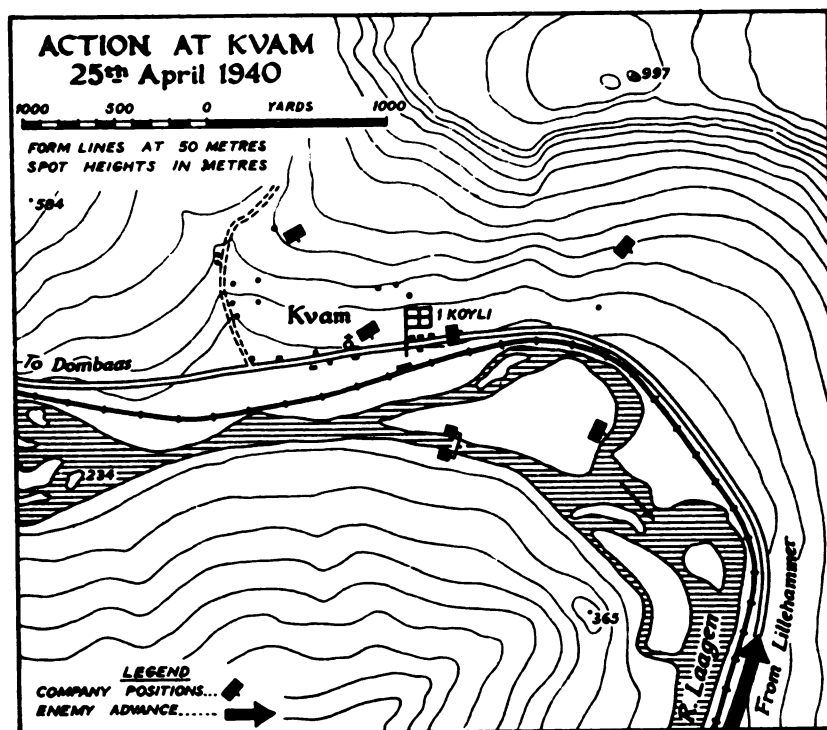 ACTION AT KVAM
25th April 1940
1000 500 0 YARDS 1000
FORM LINES AT 50 METRES
SPOT HEIGHTS IN METRES
997
584
Kvam
1 KOYLI
To Dombaas
234
365
R. Laagen
From Lillehammer
LEGEND
COMPANY POSITIONS...
ENEMY ADVANCE......